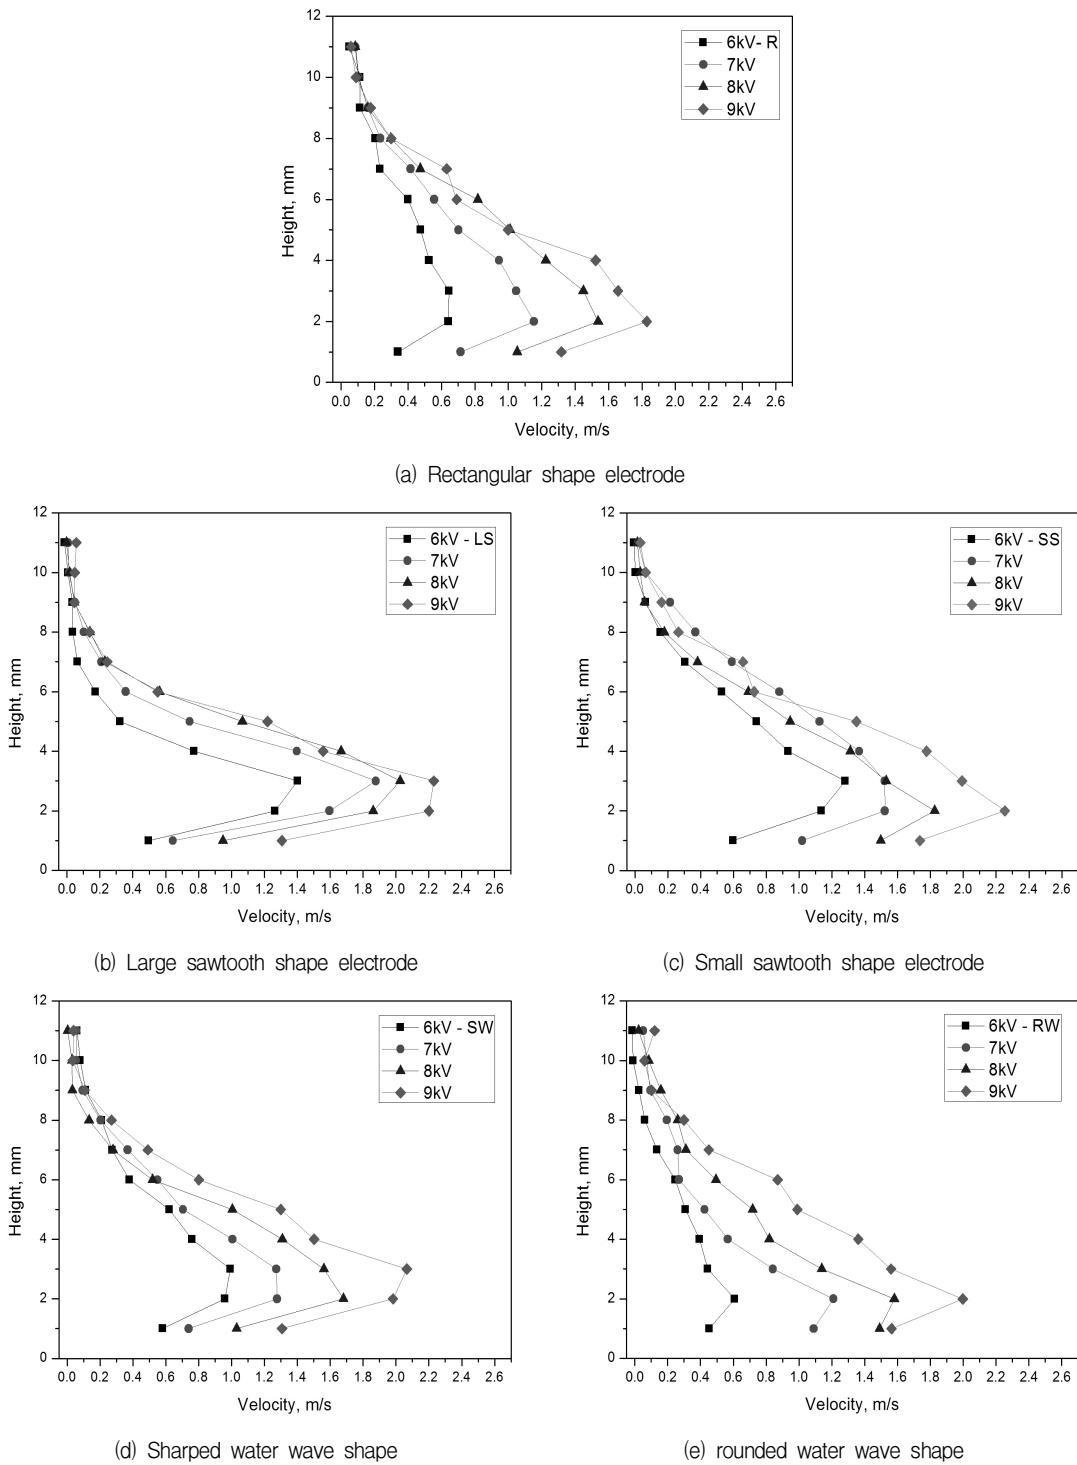 12
10
8
6
4
2
0
Height, mm
6kV- R
7kV
8kV
9kV
0.0 0.2 0.4 0.6 0.8 1.0 1.2 1.4 1.6 1.8 2.0 2.2 2.4 2.6
Velocity, m/s
(a) Rectangular shape electrode
12
10
8
6
4
2
0
Height, mm
6kV - LS
7kV
8kV
9kV
0.0 0.2 0.4 0.6 0.8 1.0 1.2 1.4 1.6 1.8 2.0 2.2 2.4 2.6
Velocity, m/s
(b) Large sawtooth shape electrode
12
10
8
6
4
2
0
Height, mm
6kV - SS
7kV
8kV
9kV
0.0 0.2 0.4 0.6 0.8 1.0 1.2 1.4 1.6 1.8 2.0 2.2 2.4 2.6
Velocity, m/s
(c) Small sawtooth shape electrode
12
10
8
6
4
2
0
Height, mm
6kV - SW
7kV
8kV
9kV
0.0 0.2 0.4 0.6 0.8 1.0 1.2 1.4 1.6 1.8 2.0 2.2 2.4 2.6
Velocity, m/s
(d) Sharped water wave shape
12
10
8
6
4
2
0
Height, mm
6kV - RW
7kV
8kV
9kV
0.0 0.2 0.4 0.6 0.8 1.0 1.2 1.4 1.6 1.8 2.0 2.2 2.4 2.6
Velocity, m/s
(e) rounded water wave shape